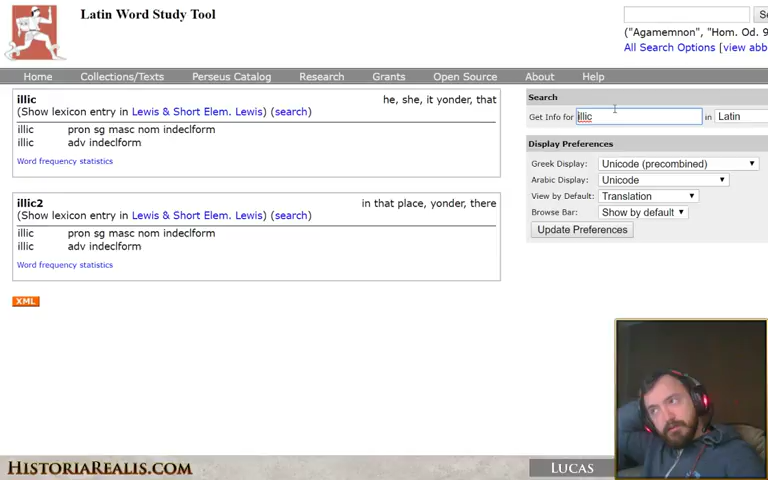 Latin Word Study Tool
Se
("Agamemnon", "Hom. Od. 9
All Search Options [view abb
Home Collections/Texts Perseus Catalog Research Grants Open Source About Help
illic he, she, it yonder, that
(Show lexicon entry in Lewis & Short Elem. Lewis) (search)
illic pron sg masc nom indeclform
illic adv indeclform
Word frequency statistics
illic2 in that place, yonder, there
(Show lexicon entry in Lewis & Short Elem. Lewis) (search)
illic pron sg masc nom indeclform
illic adv indeclform
Word frequency statistics
XML
Search
Get Info for illic in Latin
Display Preferences
Greek Display: Unicode (precombined)
Arabic Display: Unicode
View by Default: Translation
Browse Bar: Show by default
Update Preferences
HISTORIAREALIS.COM
LUCAS